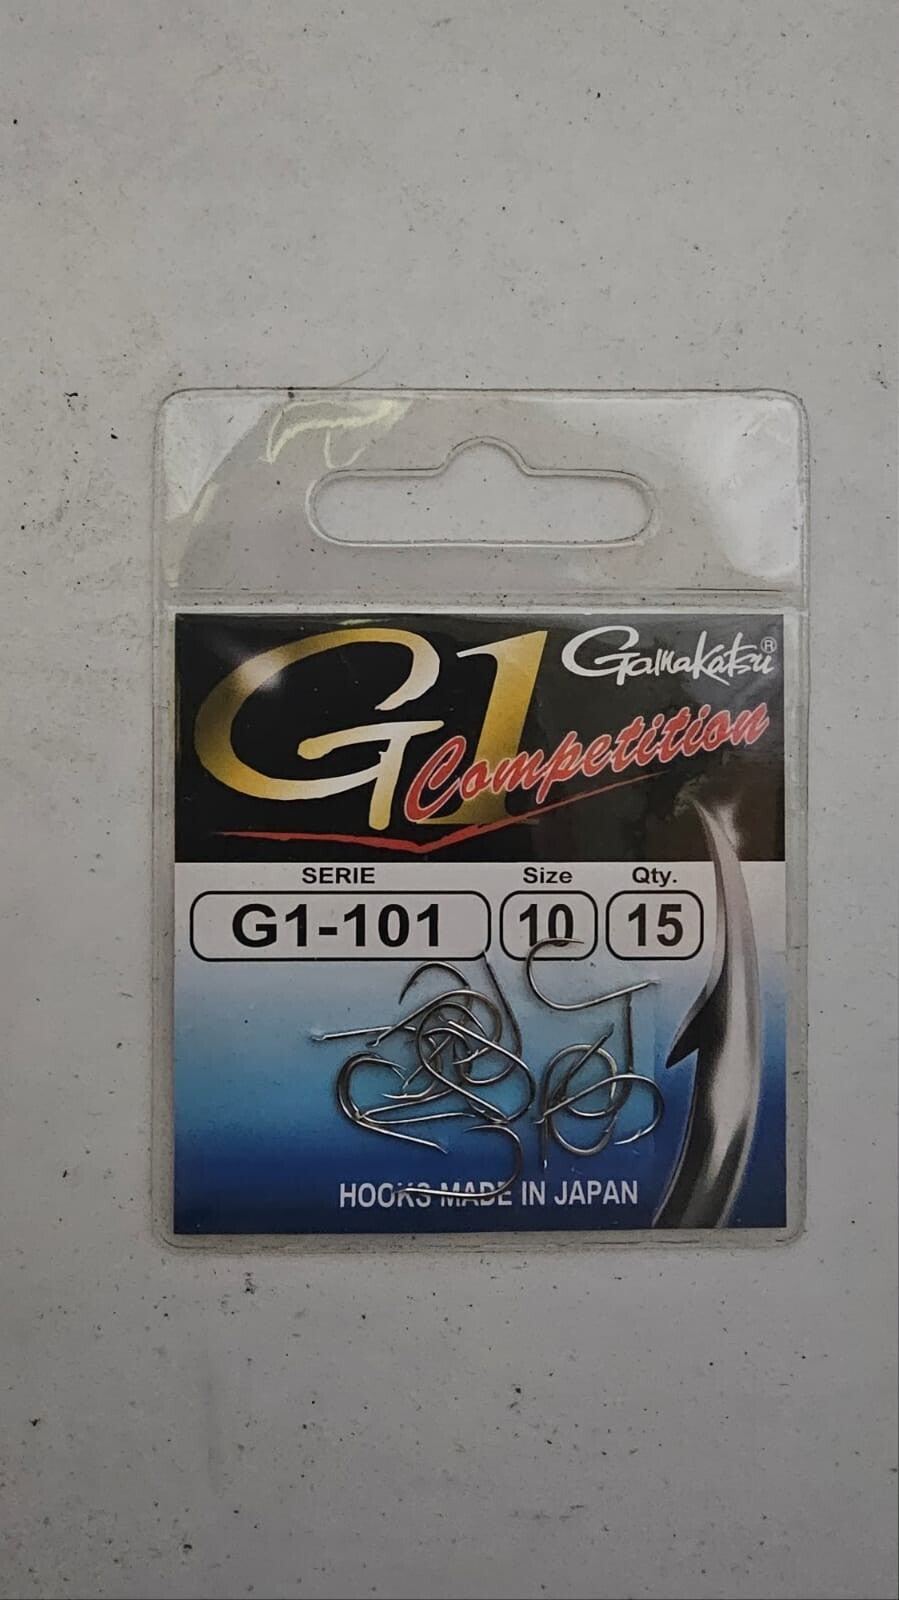 G1 Gamakatsu®
Competition
SERIE Size Qty.
G1-101 10 15
HOOKS MADE IN JAPAN